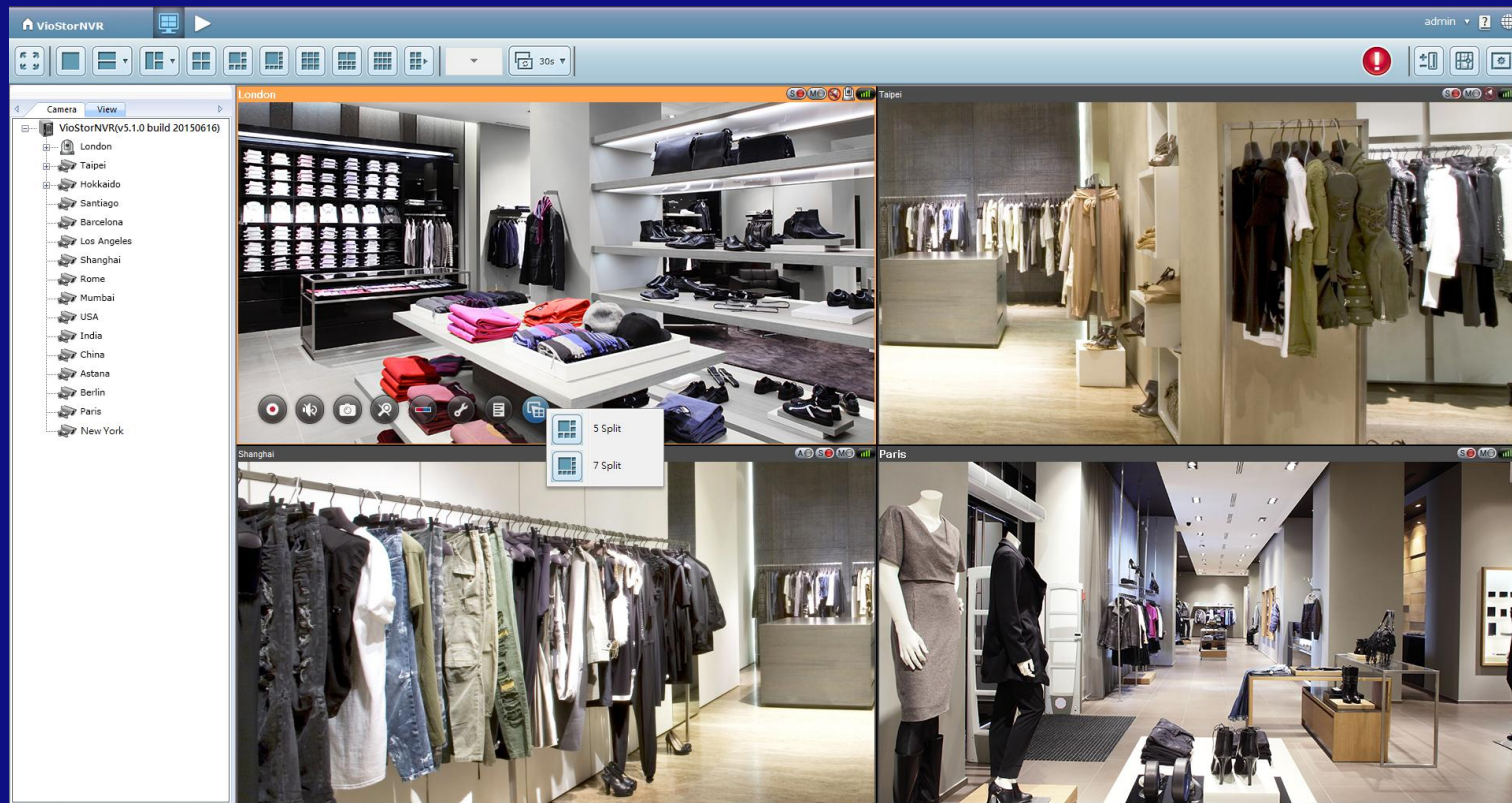 VioStorNVR
admin ?
30s
Camera View
VioStorNVR(v5.1.0 build 20150616)
London
Taipei
Hokkaido
Santiago
Barcelona
Los Angeles
Shanghai
Rome
Mumbai
USA
India
China
Astana
Berlin
Paris
New York
London S M
Taipei S M
5 Split
7 Split
Shanghai A S M
Paris S M